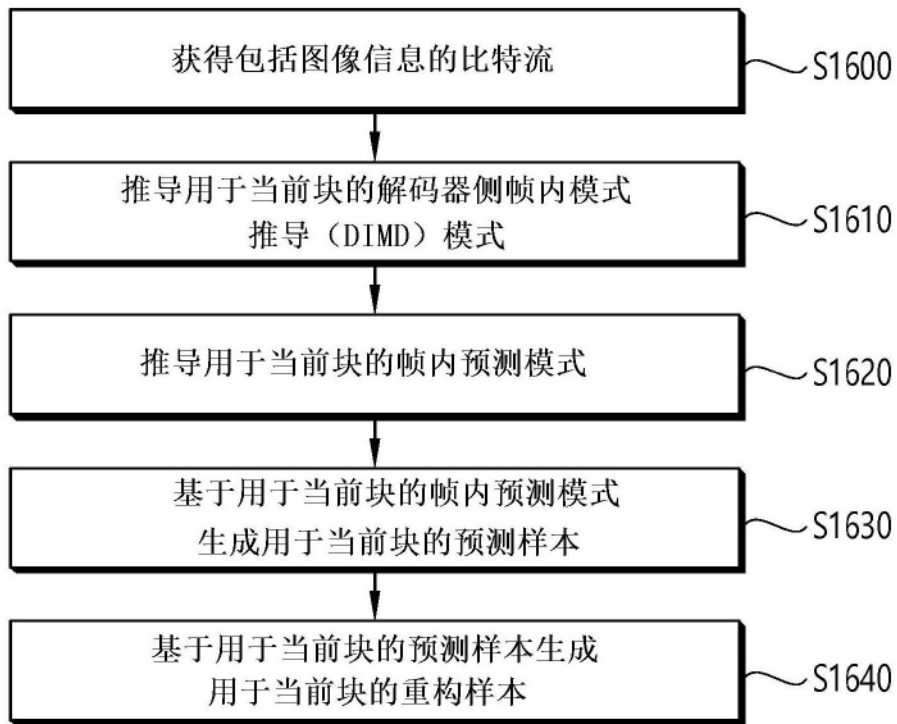 获得包括图像信息的比特流
S1600
推导用于当前块的解码器侧帧内模式
推导（DIMD）模式
S1610
推导用于当前块的帧内预测模式
S1620
基于用于当前块的帧内预测模式
生成用于当前块的预测样本
S1630
基于用于当前块的预测样本生成
用于当前块的重构样本
S1640